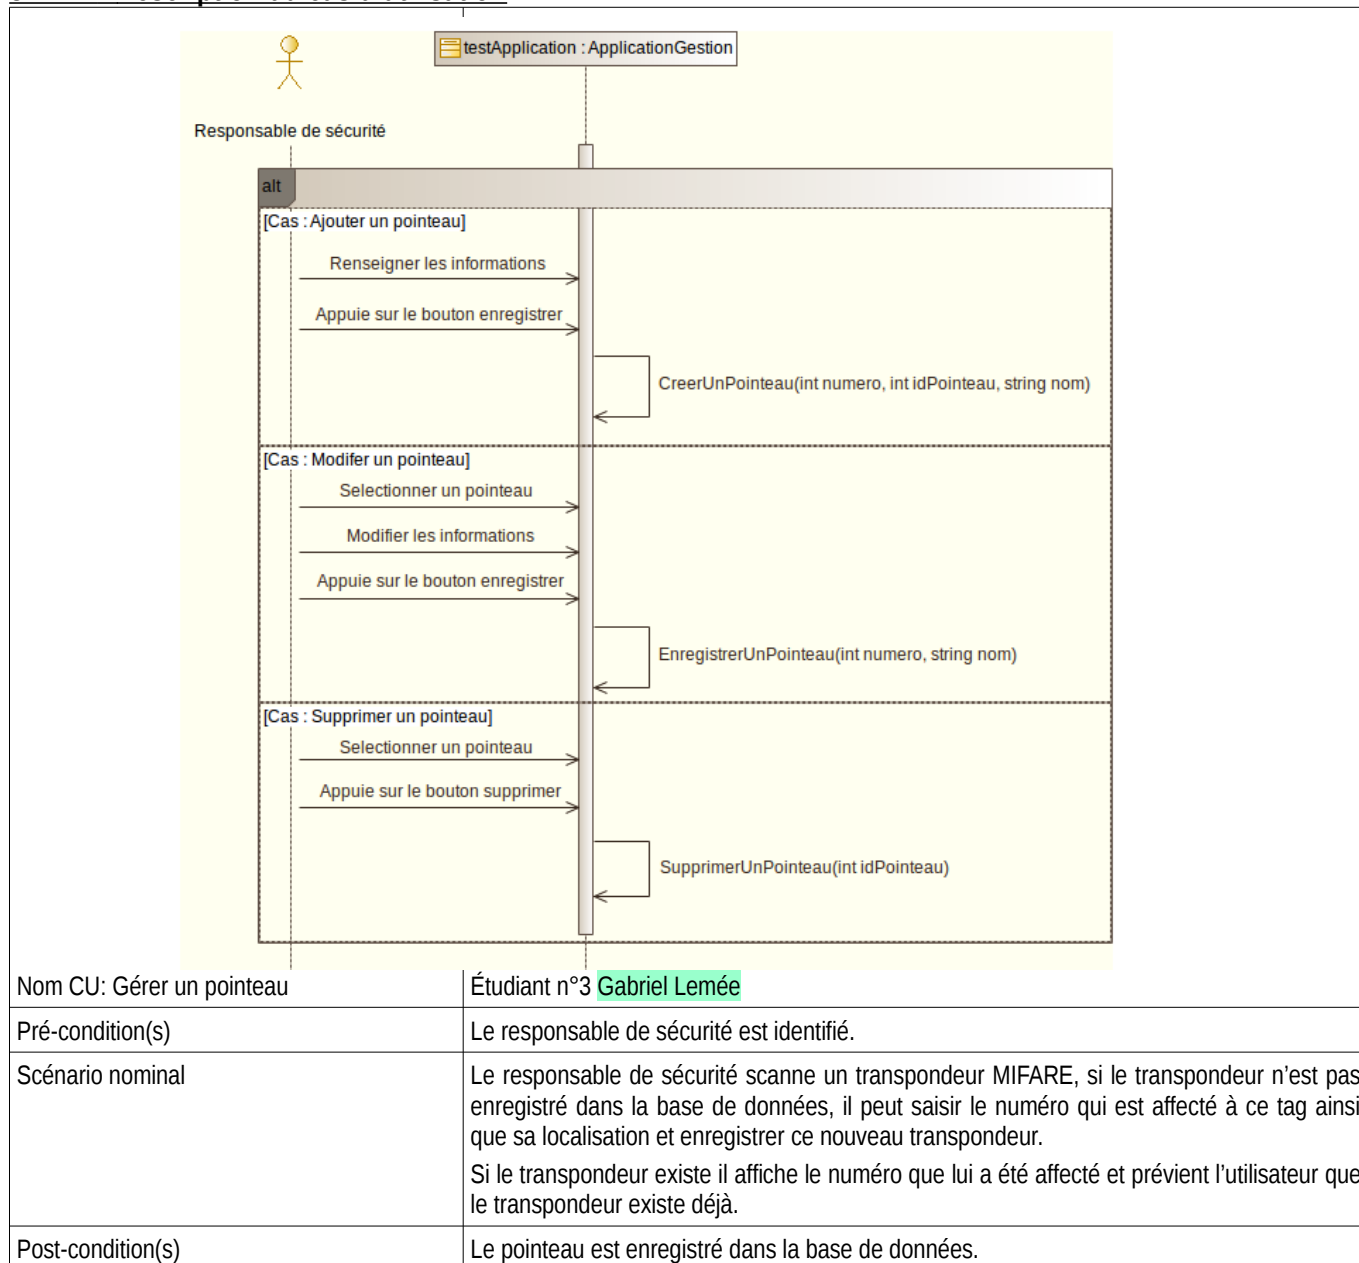 testApplication : ApplicationGestion
Responsable de sécurité
alt
[Cas : Ajouter un pointeau]
Renseigner les informations
Appuie sur le bouton enregistrer
CreerUnPointeau(int numero, int idPointeau, string nom)
[Cas : Modifer un pointeau]
Selectionner un pointeau
Modifier les informations
Appuie sur le bouton enregistrer
EnregistrerUnPointeau(int numero, string nom)
[Cas : Supprimer un pointeau]
Selectionner un pointeau
Appuie sur le bouton supprimer
SupprimerUnPointeau(int idPointeau)
Nom CU: Gérer un pointeau
Étudiant n°3 Gabriel Lemée
Pré-condition(s)
Le responsable de sécurité est identifié.
Scénario nominal
Le responsable de sécurité scanne un transpondeur MIFARE, si le transpondeur n'est pas
enregistré dans la base de données, il peut saisir le numéro qui est affecté à ce tag ainsi
que sa localisation et enregistrer ce nouveau transpondeur.
Si le transpondeur existe il affiche le numéro que lui a été affecté et prévient l'utilisateur que
le transpondeur existe déjà.
Post-condition(s)
Le pointeau est enregistré dans la base de données.